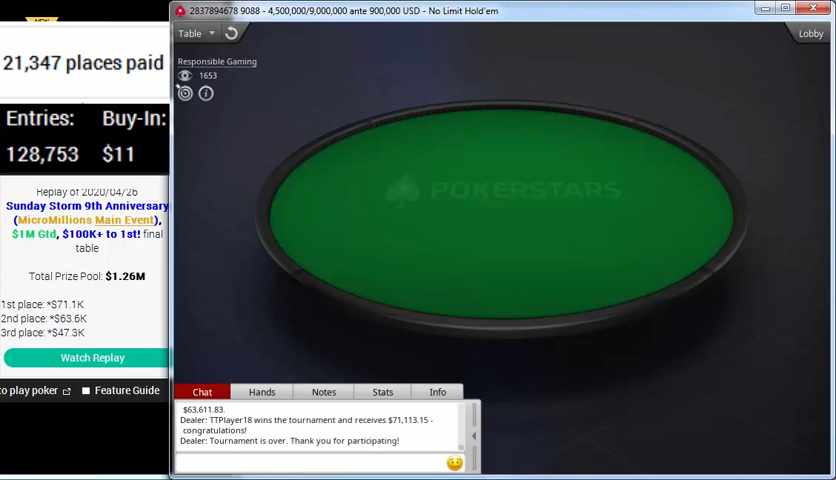 NEW
21,347 places paid
Entries: Buy-In:
128,753 $11
Replay of 2020/04/26
Sunday Storm 9th Anniversary
(MicroMillions Main Event),
$1M Gtd, $100K+ to 1st! final
table
Total Prize Pool: $1.26M
1st place: *$71.1K
2nd place: *$63.6K
3rd place: *$47.3K
Watch Replay
to play poker Feature Guide
2837894678 9088 - 4,500,000/9,000,000 ante 900,000 USD - No Limit Hold'em
Table Lobby
Responsible Gaming
1653
POKERSTARS
Chat Hands Notes Stats Info
$63,611.83.
Dealer: TTPlayer18 wins the tournament and receives $71,113.15 -
congratulations!
Dealer: Tournament is over. Thank you for participating!